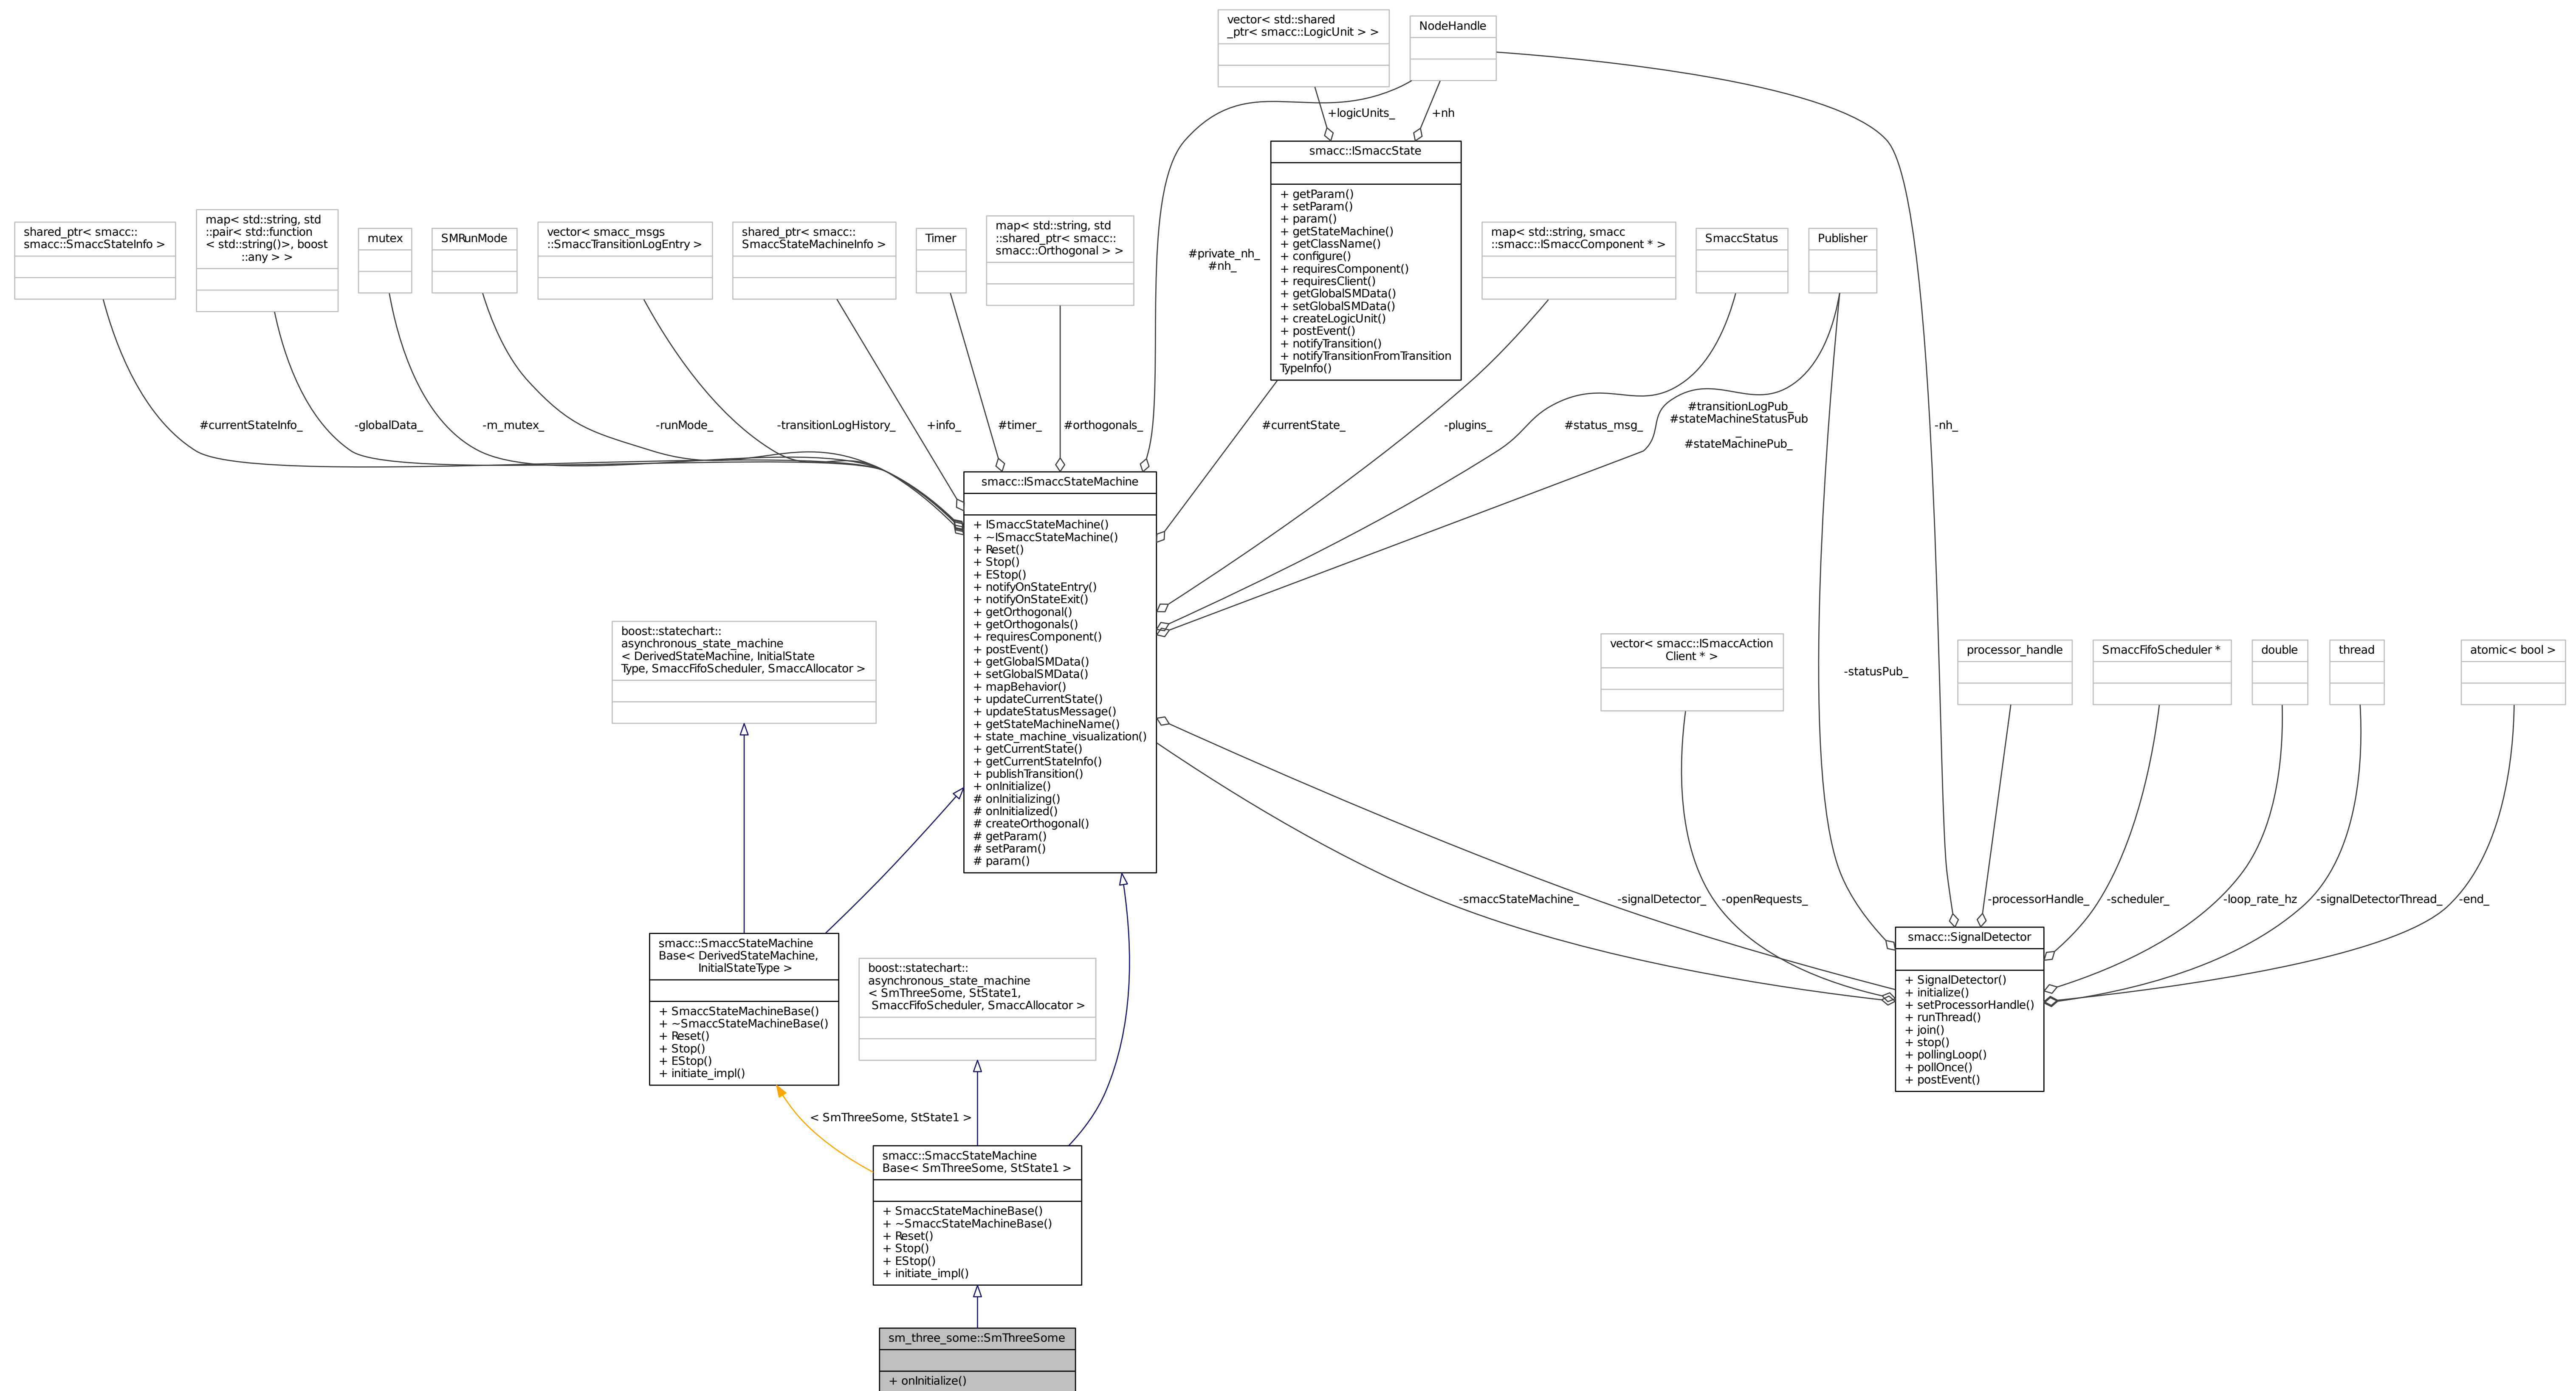 vector< std::shared
_ptr< smacc::LogicUnit > >
NodeHandle
+logicUnits_
+nh
smacc::ISmaccState
+ getParam()
+ setParam()
+ param()
+ getStateMachine()
+ getClassName()
+ configure()
+ requiresComponent()
+ requiresClient()
+ getGlobalSMData()
+ setGlobalSMData()
+ createLogicUnit()
+ postEvent()
+ notifyTransition()
+ notifyTransitionFromTransition
TypeInfo()
shared_ptr< smacc::
smacc::SmaccStateInfo >
map< std::string, std
::pair< std::function
< std::string()>, boost
::any > >
mutex
SMRunMode
vector< smacc_msgs
::SmaccTransitionLogEntry >
shared_ptr< smacc::
SmaccStateMachineInfo >
Timer
map< std::string, std
::shared_ptr< smacc::
smacc::Orthogonal > >
#private_nh_
#nh_
map< std::string, smacc
::smacc::ISmaccComponent * >
SmaccStatus
Publisher
#currentStateInfo_
-globalData_
-m_mutex_
-runMode_
-transitionLogHistory_
+info_
#timer_
#orthogonals_
#currentState_
-plugins_
#status_msg_
#transitionLogPub_
#stateMachineStatusPub
_
#stateMachinePub_
-nh_
smacc::ISmaccStateMachine
+ ISmaccStateMachine()
+ ~ISmaccStateMachine()
+ Reset()
+ Stop()
+ EStop()
+ notifyOnStateEntry()
+ notifyOnStateExit()
+ getOrthogonal()
+ getOrthogonals()
+ requiresComponent()
+ postEvent()
+ getGlobalSMData()
+ setGlobalSMData()
+ mapBehavior()
+ updateCurrentState()
+ updateStatusMessage()
+ getStateMachineName()
+ state_machine_visualization()
+ getCurrentState()
+ getCurrentStateInfo()
+ publishTransition()
+ onInitialize()
# onInitializing()
# onInitialized()
# createOrthogonal()
# getParam()
# setParam()
# param()
boost::statechart::
asynchronous_state_machine
< DerivedStateMachine, InitialState
Type, SmaccFifoScheduler, SmaccAllocator >
vector< smacc::ISmaccAction
Client * >
-statusPub_
processor_handle
SmaccFifoScheduler *
double
thread
atomic< bool >
-smaccStateMachine_
-signalDetector_
-openRequests_
-processorHandle_
-scheduler_
-loop_rate_hz
-signalDetectorThread_
-end_
smacc::SignalDetector
+ SignalDetector()
+ initialize()
+ setProcessorHandle()
+ runThread()
+ join()
+ stop()
+ pollingLoop()
+ pollOnce()
+ postEvent()
smacc::SmaccStateMachine
Base< DerivedStateMachine,
InitialStateType >
+ SmaccStateMachineBase()
+ ~SmaccStateMachineBase()
+ Reset()
+ Stop()
+ EStop()
+ initiate_impl()
boost::statechart::
asynchronous_state_machine
< SmThreeSome, StState1,
SmaccFifoScheduler, SmaccAllocator >
< SmThreeSome, StState1 >
smacc::SmaccStateMachine
Base< SmThreeSome, StState1 >
+ SmaccStateMachineBase()
+ ~SmaccStateMachineBase()
+ Reset()
+ Stop()
+ EStop()
+ initiate_impl()
sm_three_some::SmThreeSome
+ onInitialize()